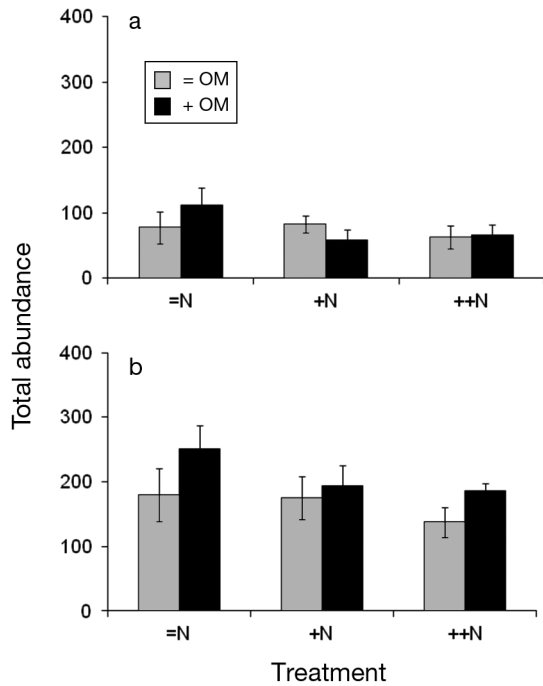 400
a
= OM
+ OM
300
200
100
0
=N
+N
++N
Total abundance
400
b
300
200
100
0
=N
+N
++N
Treatment